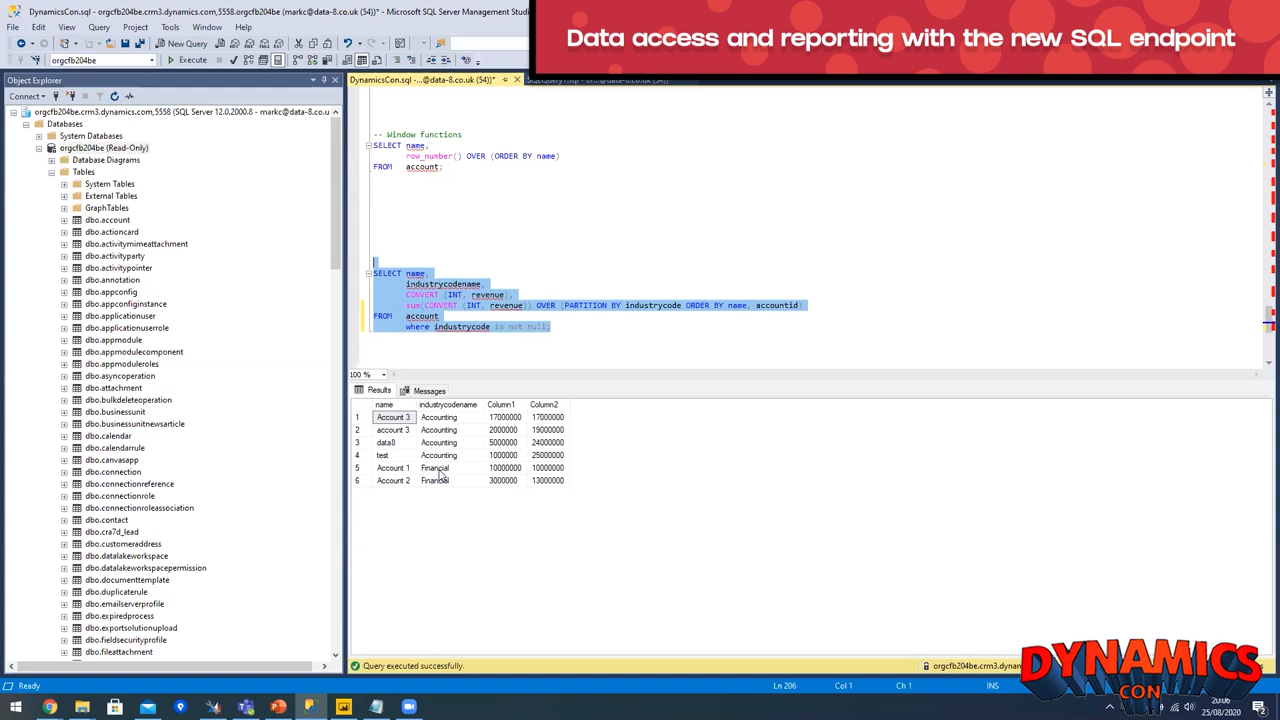 DynamicsCon.sql - orgcfb204be.crm3.dynamics.com,5558.orgcfb204be (markc@data-8.co.uk (54))* - Microsoft SQL Server Management Stud
Data access and reporting with the new SQL endpoint
File Edit View Query Project Tools Window Help
New Query
orgcfb204be
Execute
Object Explorer
DynamicsCon.sql -...@data-8.co.uk (54))*
Connect
orgcfb204be.crm3.dynamics.com,5558 (SQL Server 12.0.2000.8 - markc@data-8.co.u
Databases
System Databases
orgcfb204be (Read-Only)
Database Diagrams
Tables
System Tables
External Tables
GraphTables
dbo.account
dbo.actioncard
dbo.activitymimeattachment
dbo.activityparty
dbo.activitypointer
dbo.annotation
dbo.appconfig
dbo.appconfiginstance
dbo.applicationuser
dbo.applicationuserrole
dbo.appmodule
dbo.appmodulecomponent
dbo.appmoduleroles
dbo.asyncoperation
dbo.attachment
dbo.bulkdeleteoperation
dbo.businessunit
dbo.businessunitnewsarticle
dbo.calendar
dbo.calendarrule
dbo.canvasapp
dbo.connection
dbo.connectionreference
dbo.connectionrole
dbo.connectionroleassociation
dbo.contact
dbo.cra7d_lead
dbo.customeraddress
dbo.datalakeworkspace
dbo.datalakeworkspacepermission
dbo.documenttemplate
dbo.duplicaterule
dbo.emailserverprofile
dbo.expiredprocess
dbo.exportsolutionupload
dbo.fieldsecurityprofile
dbo.fileattachment
-- Window functions
SELECT name,
row_number() OVER (ORDER BY name)
FROM account;
SELECT name,
industrycodename,
CONVERT (INT, revenue),
sum(CONVERT (INT, revenue)) OVER (PARTITION BY industrycode ORDER BY name, accountid)
FROM account
where industrycode is not null;
100 %
Results Messages
name industrycodename Column1 Column2
1 Account 3 Accounting 17000000 17000000
2 account 3 Accounting 2000000 19000000
3 data8 Accounting 5000000 24000000
4 test Accounting 1000000 25000000
5 Account 1 Financial 10000000 10000000
6 Account 2 Financial 3000000 13000000
Query executed successfully.
orgcfb204be.crm3.dynam
Ready
Ln 206 Col 1 Ch 1 INS
DYNAMICS
CON
20:06
25/08/2020
2